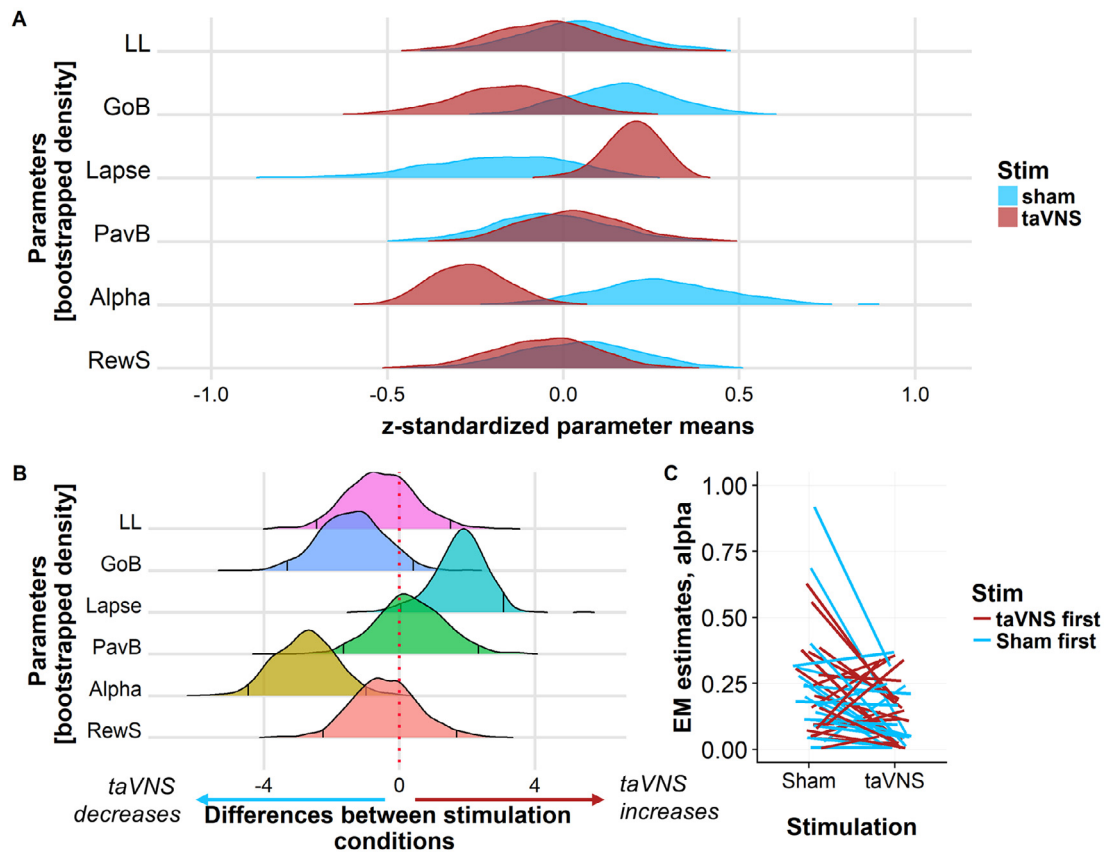 A
Parameters
[bootstrapped density]
LL
GoB
Lapse
PavB
Alpha
RewS
-1.0
-0.5
0.0
0.5
1.0
z-standardized parameter means
Stim
sham
taVNS
B
Parameters
[bootstrapped density]
LL
GoB
Lapse
PavB
Alpha
RewS
-4
0
4
taVNS
decreases
taVNS
increases
Differences between stimulation
conditions
C
EM estimates, alpha
1.00
0.75
0.50
0.25
0.00
Sham
taVNS
Stimulation
Stim
taVNS first
Sham first